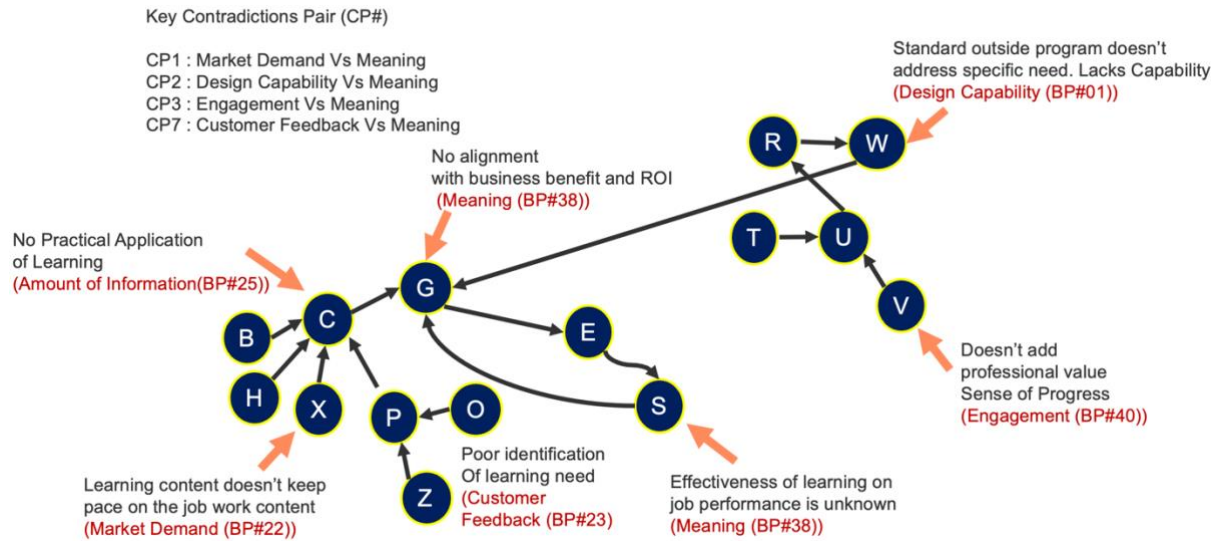 Key Contradictions Pair (CP#)
CP1 : Market Demand Vs Meaning
CP2 : Design Capability Vs Meaning
CP3 : Engagement Vs Meaning
CP7 : Customer Feedback Vs Meaning
Standard outside program doesn't
address specific need. Lacks Capability
(Design Capability (BP#01))
R
W
No alignment
with business benefit and ROI
(Meaning (BP#38))
T
U
No Practical Application
of Learning
(Amount of Information(BP#25))
G
V
B
C
E
H
X
P
O
S
Z
Doesn't add
professional value
Sense of Progress
(Engagement (BP#40))
Learning content doesn't keep
pace on the job work content
(Market Demand (BP#22))
Poor identification
Of learning need
(Customer
Feedback (BP#23)
Effectiveness of learning on
job performance is unknown
(Meaning (BP#38))